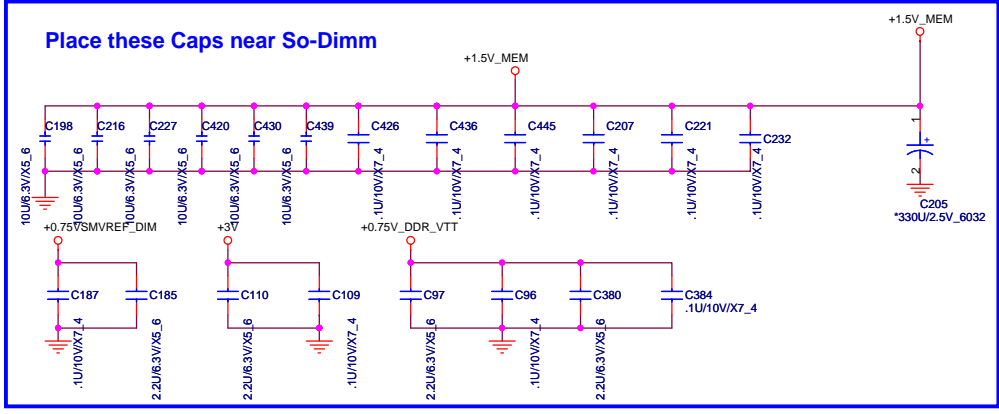 Place these Caps near So-Dimm
+1.5V_MEM
+1.5V_MEM
C198
C216
C227
C420
C430
C439
C426
C436
C445
C207
C221
C232
10U/6.3V/X5_6
10U/6.3V/X5_6
10U/6.3V/X5_6
10U/6.3V/X5_6
10U/6.3V/X5_6
10U/6.3V/X5_6
.1U/10V/X7_4
.1U/10V/X7_4
.1U/10V/X7_4
.1U/10V/X7_4
.1U/10V/X7_4
.1U/10V/X7_4
1
+
2
C205
*330U/2.5V_6032
+0.75VSMVREF_DIM
+3V
+0.75V_DDR_VTT
C187
C185
C110
C109
C97
C96
C380
C384
.1U/10V/X7_4
.1U/10V/X7_4
2.2U/6.3V/X5_6
2.2U/6.3V/X5_6
.1U/10V/X7_4
2.2U/6.3V/X5_6
.1U/10V/X7_4
2.2U/6.3V/X5_6